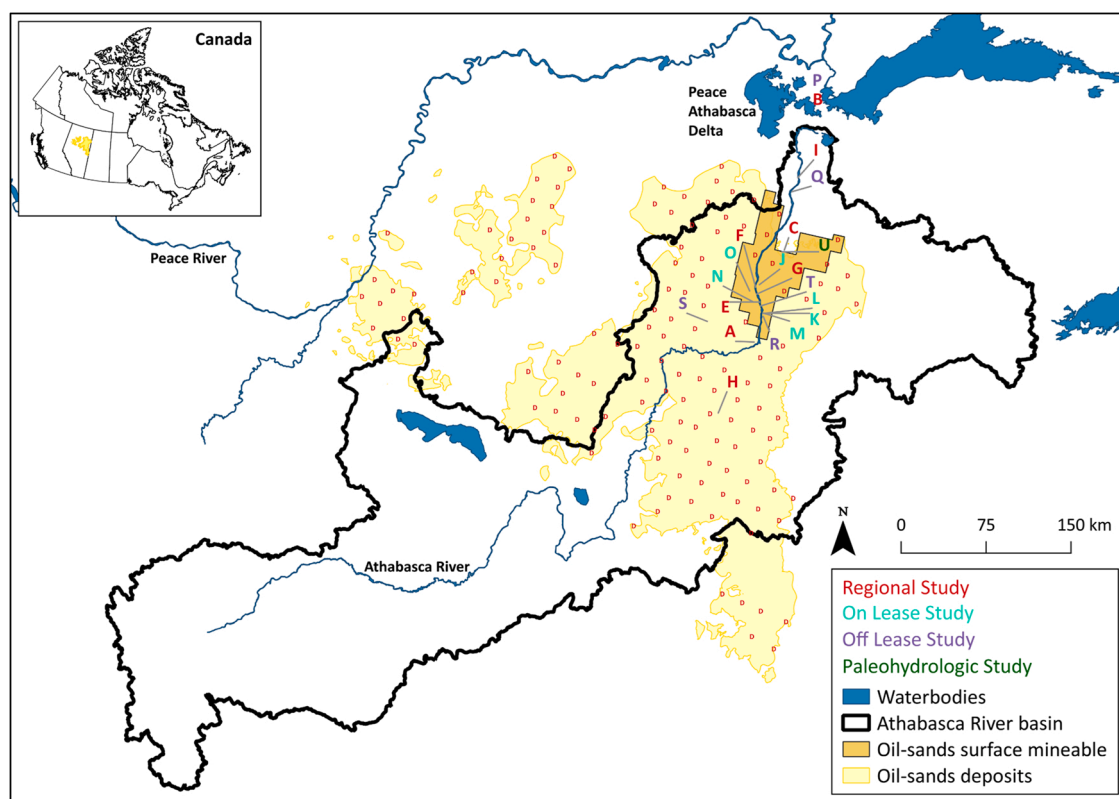 Canada
Peace
Athabasca
Delta
P
B
I
Q
C
U
F
O
J
G
N
T
S
E
L
K
A
M
R
H
D
Peace River
Athabasca River
N
0 75 150 km
Regional Study
On Lease Study
Off Lease Study
Paleohydrologic Study
Waterbodies
Athabasca River basin
Oil-sands surface mineable
Oil-sands deposits